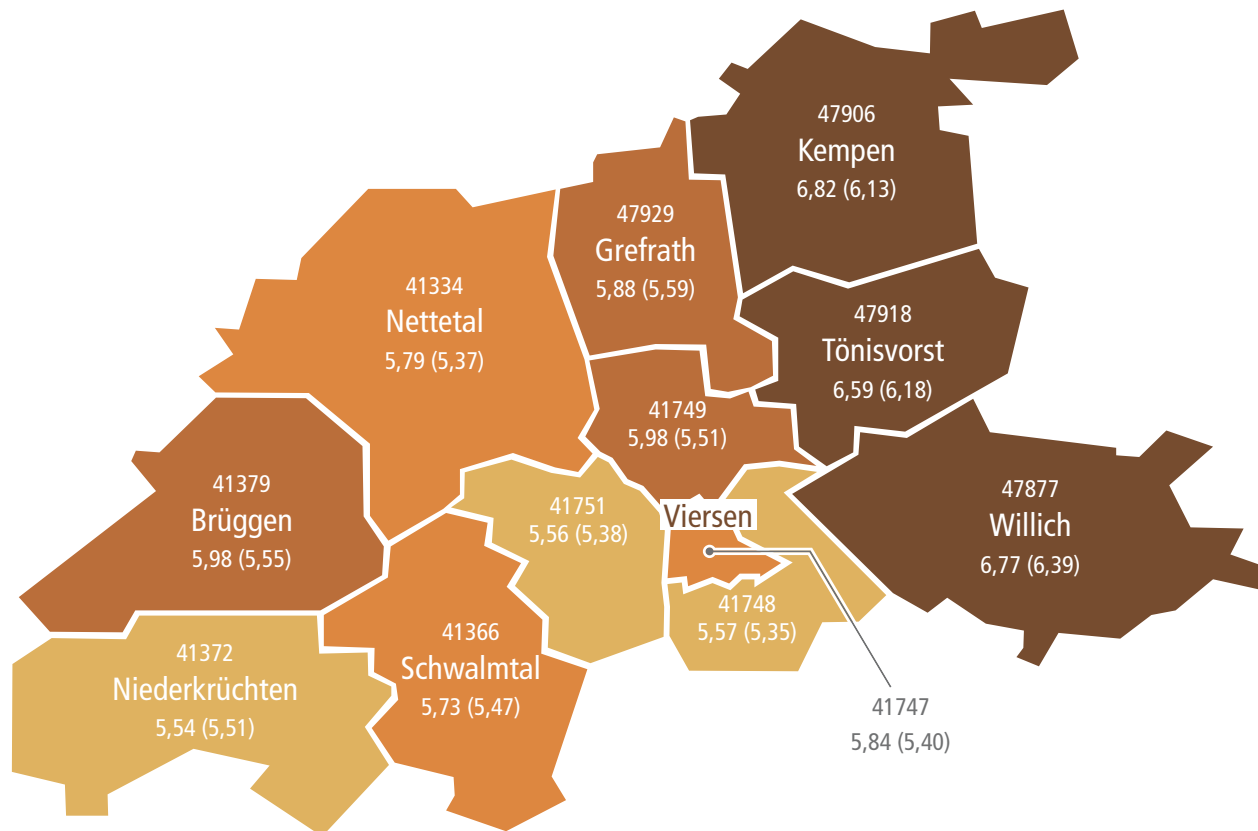 47906
Kempen
6,82 (6,13)
47929
Grefrath
5,88 (5,59)
41334
Nettetal
5,79 (5,37)
47918
Tönisvorst
6,59 (6,18)
41749
5,98 (5,51)
41379
Brüggen
5,98 (5,55)
41751
5,56 (5,38)
Viersen
47877
Willich
6,77 (6,39)
41748
5,57 (5,35)
41366
Schwalmtal
5,73 (5,47)
41372
Niederkrüchten
5,54 (5,51)
41747
5,84 (5,40)